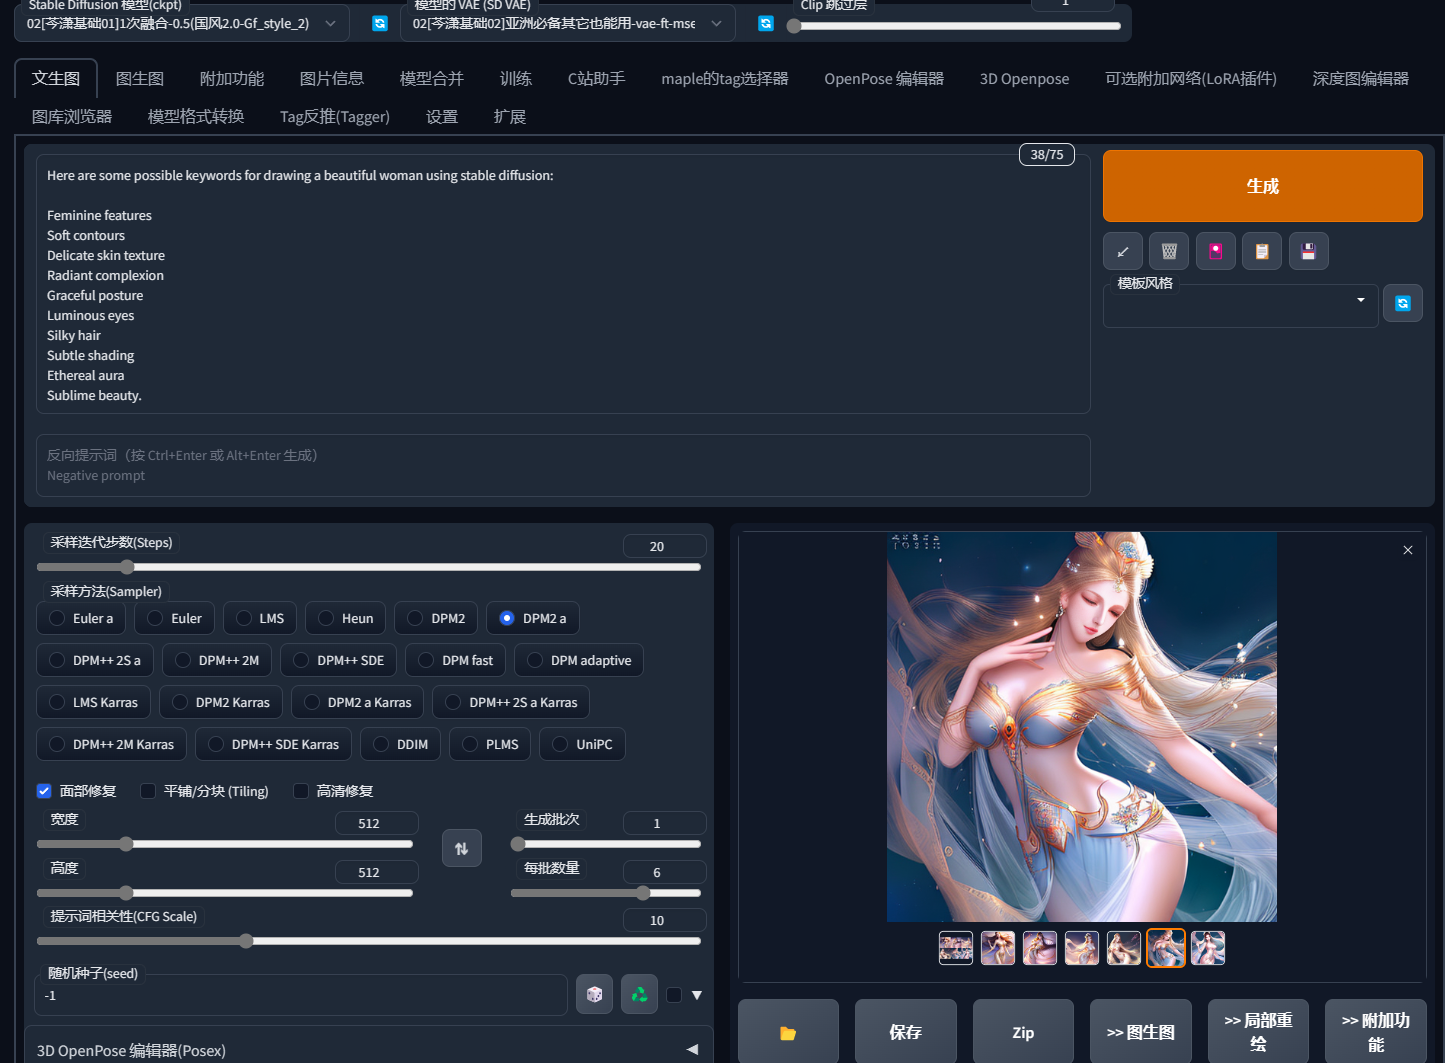 Stable Diffusion 模型(ckpt)
模型的 VAE (SD VAE)
Clip 跳过层
1
02[芩潇基础01]1次融合-0.5(国风2.0-Gf_style_2)
02[芩潇基础02]亚洲必备其它也能用-vae-ft-mse
文生图
图生图
附加功能
图片信息
模型合并
训练
C站助手
maple的tag选择器
OpenPose 编辑器
3D Openpose
可选附加网络(LoRA插件)
深度图编辑器
图库浏览器
模型格式转换
Tag反推(Tagger)
设置
扩展
38/75
Here are some possible keywords for drawing a beautiful woman using stable diffusion:
Feminine features
Soft contours
Delicate skin texture
Radiant complexion
Graceful posture
Luminous eyes
Silky hair
Subtle shading
Ethereal aura
Sublime beauty.
反向提示词（按 Ctrl+Enter 或 Alt+Enter 生成）
Negative prompt
生成
模板风格
采样迭代步数(Steps)
20
采样方法(Sampler)
Euler a
Euler
LMS
Heun
DPM2
DPM2 a
DPM++ 2S a
DPM++ 2M
DPM++ SDE
DPM fast
DPM adaptive
LMS Karras
DPM2 Karras
DPM2 a Karras
DPM++ 2S a Karras
DPM++ 2M Karras
DPM++ SDE Karras
DDIM
PLMS
UniPC
面部修复
平铺/分块 (Tiling)
高清修复
宽度
512
生成批次
1
高度
512
每批数量
6
提示词相关性(CFG Scale)
10
随机种子(seed)
-1
3D OpenPose 编辑器(Posex)
保存
Zip
>> 图生图
>> 局部重绘
>> 附加功能